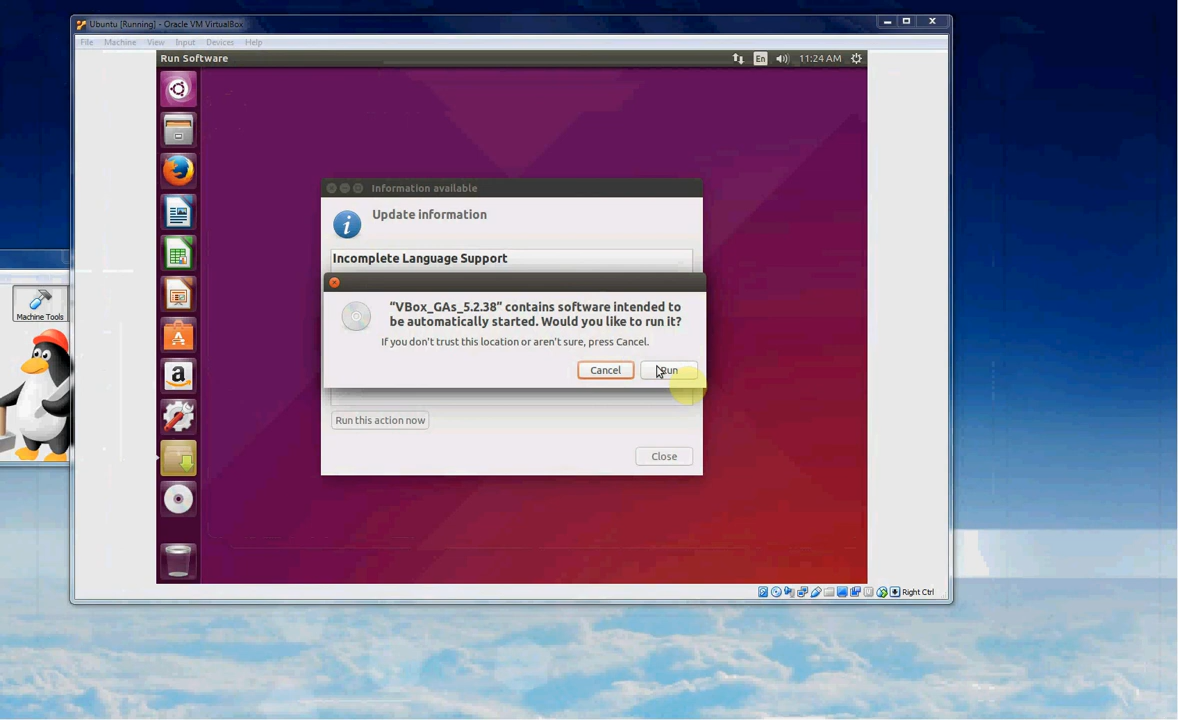 Ubuntu [Running] - Oracle VM VirtualBox
File Machine View Input Devices Help
Run Software
En
11:24 AM
Information available
Update information
Incomplete Language Support
"VBox_GAs_5.2.38" contains software intended to
be automatically started. Would you like to run it?
If you don't trust this location or aren't sure, press Cancel.
Cancel
Run
Machine Tools
Run this action now
Close
Right Ctrl